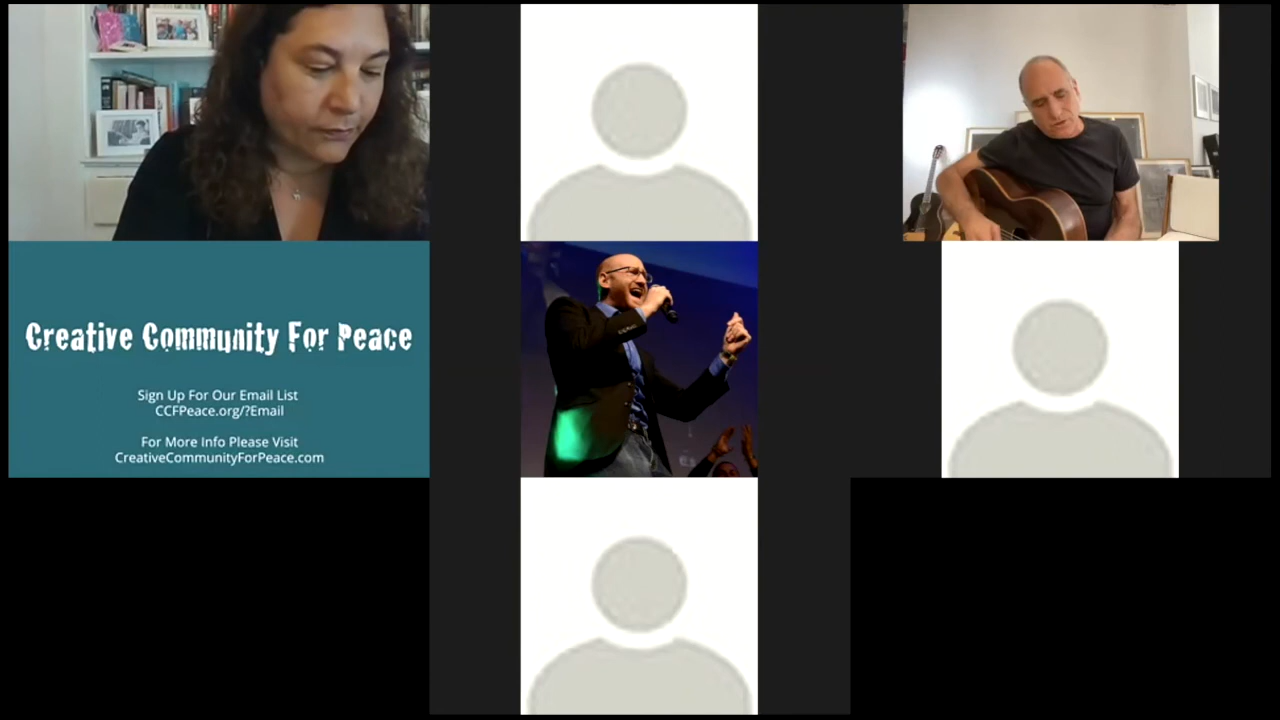 Creative Community For Peace
Sign Up For Our Email List
CCFPeace.org/?Email
For More Info Please Visit
CreativeCommunityForPeace.com